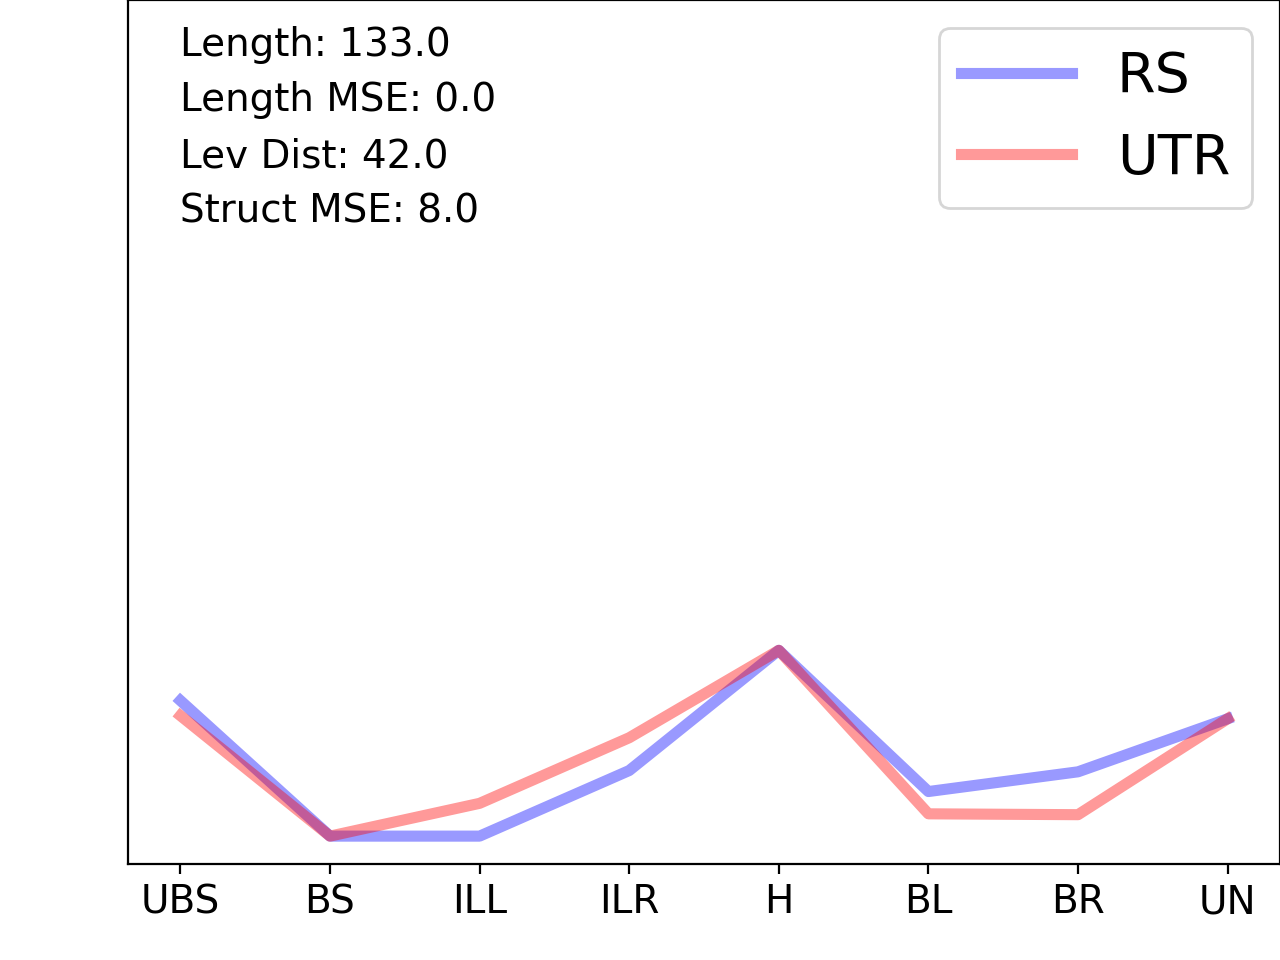 Length: 133.0
Length MSE: 0.0
Lev Dist: 42.0
Struct MSE: 8.0
RS
UTR
UBS BS ILL ILR H BL BR UN